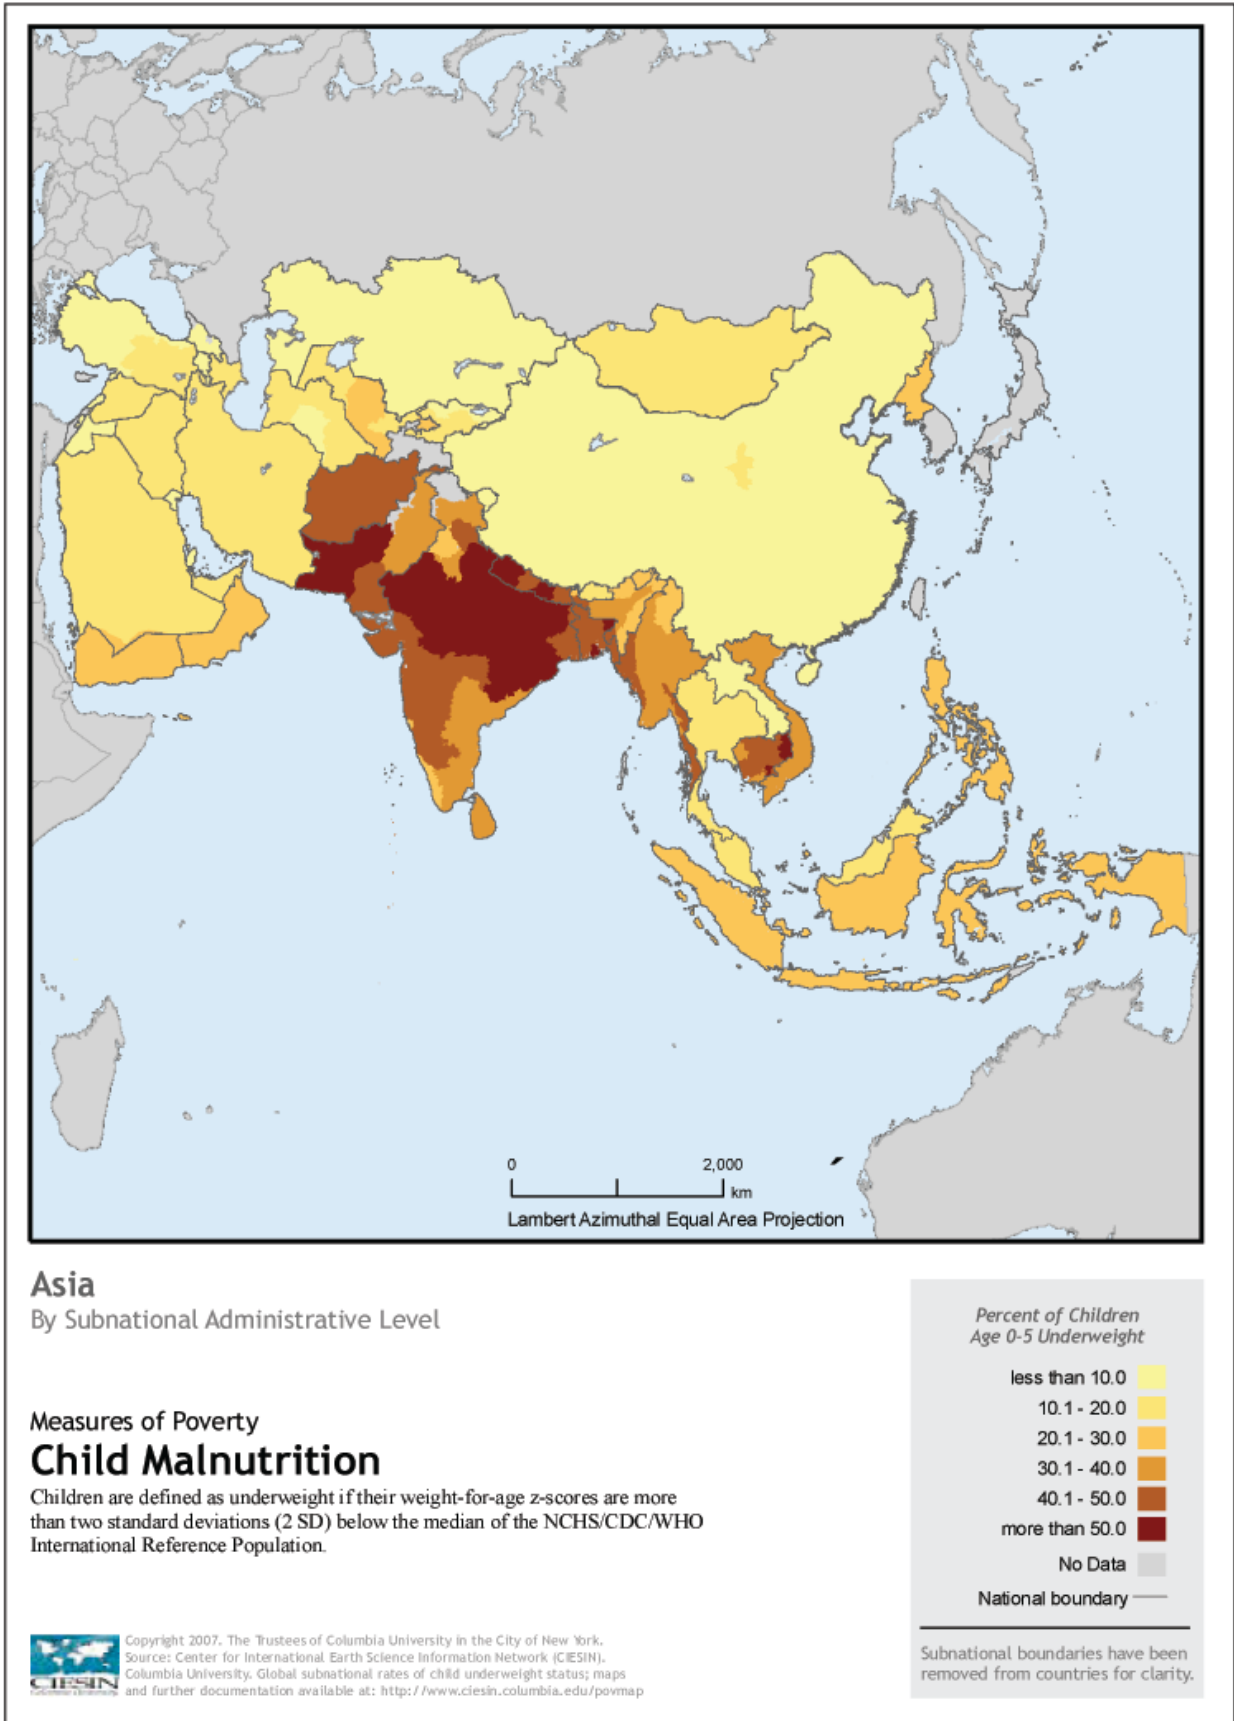 0 2,000
km
Lambert Azimuthal Equal Area Projection
Asia
By Subnational Administrative Level
Measures of Poverty
Child Malnutrition
Children are defined as underweight if their weight-for-age z-scores are more
than two standard deviations (2 SD) below the median of the NCHS/CDC/WHO
International Reference Population.
Percent of Children
Age 0-5 Underweight
less than 10.0
10.1 - 20.0
20.1 - 30.0
30.1 - 40.0
40.1 - 50.0
more than 50.0
No Data
National boundary
Subnational boundaries have been
removed from countries for clarity.
CIESIN
Copyright 2007. The Trustees of Columbia University in the City of New York.
Source: Center for International Earth Science Information Network (CIESIN).
Columbia University. Global subnational rates of child underweight status; maps
and further documentation available at: http://www.ciesin.columbia.edu/povmap